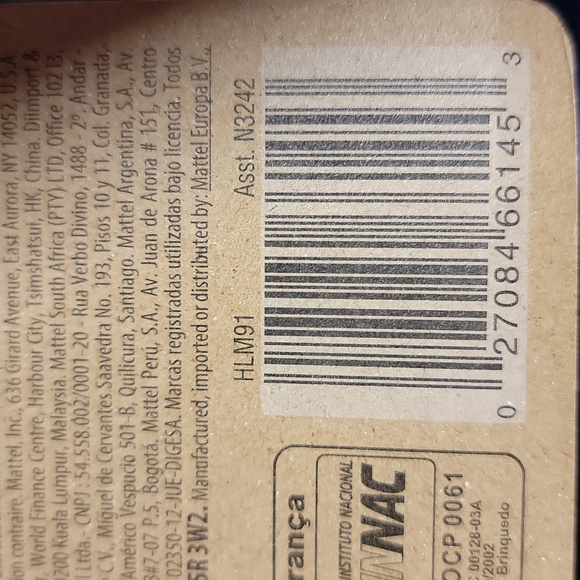 on contraire. Mattel, Inc., 636 Girard Avenue, East Aurora, NY 14052, U.S.A.
World Finance Centre, Harbour City, Tsimshatsui, HK, China. Diimport &
200 Kuala Lumpur, Malaysia. Mattel South Africa (PTY) LTD, Office 102 I3,
Ltda.- CNPJ : 54.558.002/0001-20 - Rua Verbo Divino, 1488 - 2º. Andar -
C.V., Miguel de Cervantes Saavedra No. 193, Pisos 10 y 11, Col. Granada,
Américo Vespucio 501-B, Quilicura, Santiago. Mattel Argentina, S.A., Av.
3#7-07 P.5, Bogotá. Mattel Perú, S.A., Av. Juan de Arona # 151, Centro
02350-12-JUE-DIGESA. Marcas registradas utilizadas bajo licencia. Todos
5R 3W2. Manufactured, imported or distributed by: Mattel Europa B.V.,
HLM91 Asst. N3242
0 27084 66145 3
rança
INSTITUTO NACIONAL
NAC
OCP 0061
00128-03A
/2002
Brinquedo